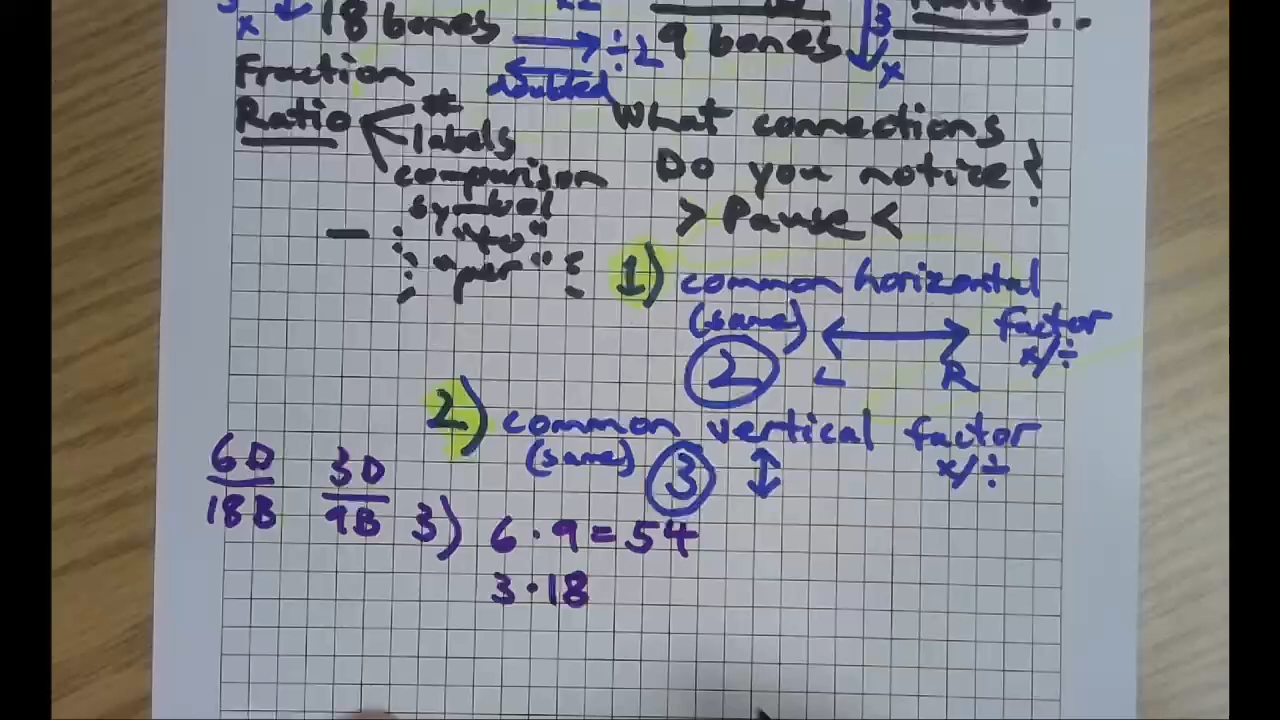 x 18 bones ÷2 9 bones 3 x
Fraction doubled
Ratio # What connections
labels Do you notice?
comparison
symbol > Pause <
— : "to"
"per"
1) common horizontal
(same) factor
x/÷
2 L R
2) common vertical factor
(same) 3 x/÷
6D 3D
18B 9B 3) 6 · 9 = 54
3 · 18